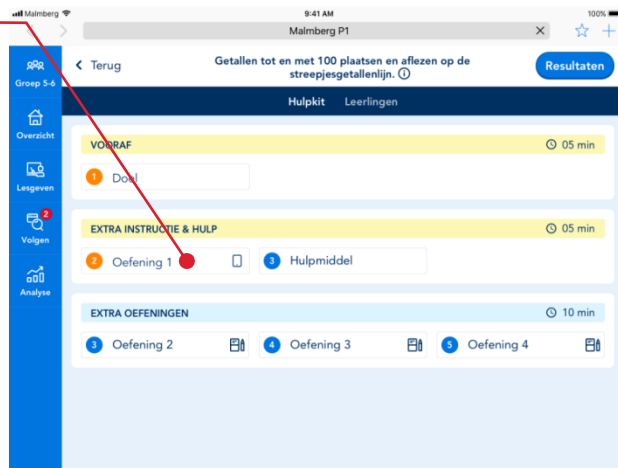 Malmberg 9:41 AM 100%
Malmberg P1
Groep 5-6
Terug
Getallen tot en met 100 plaatsen en aflezen op de
streepjesgetallenlijn.
Resultaten
Hulpkit Leerlingen
Overzicht
Lesgeven
2
Volgen
Analyse
VOORAF 05 min
1 Doel
EXTRA INSTRUCTIE & HULP 05 min
2 Oefening 1 3 Hulpmiddel
EXTRA OEFENINGEN 10 min
3 Oefening 2 4 Oefening 3 5 Oefening 4